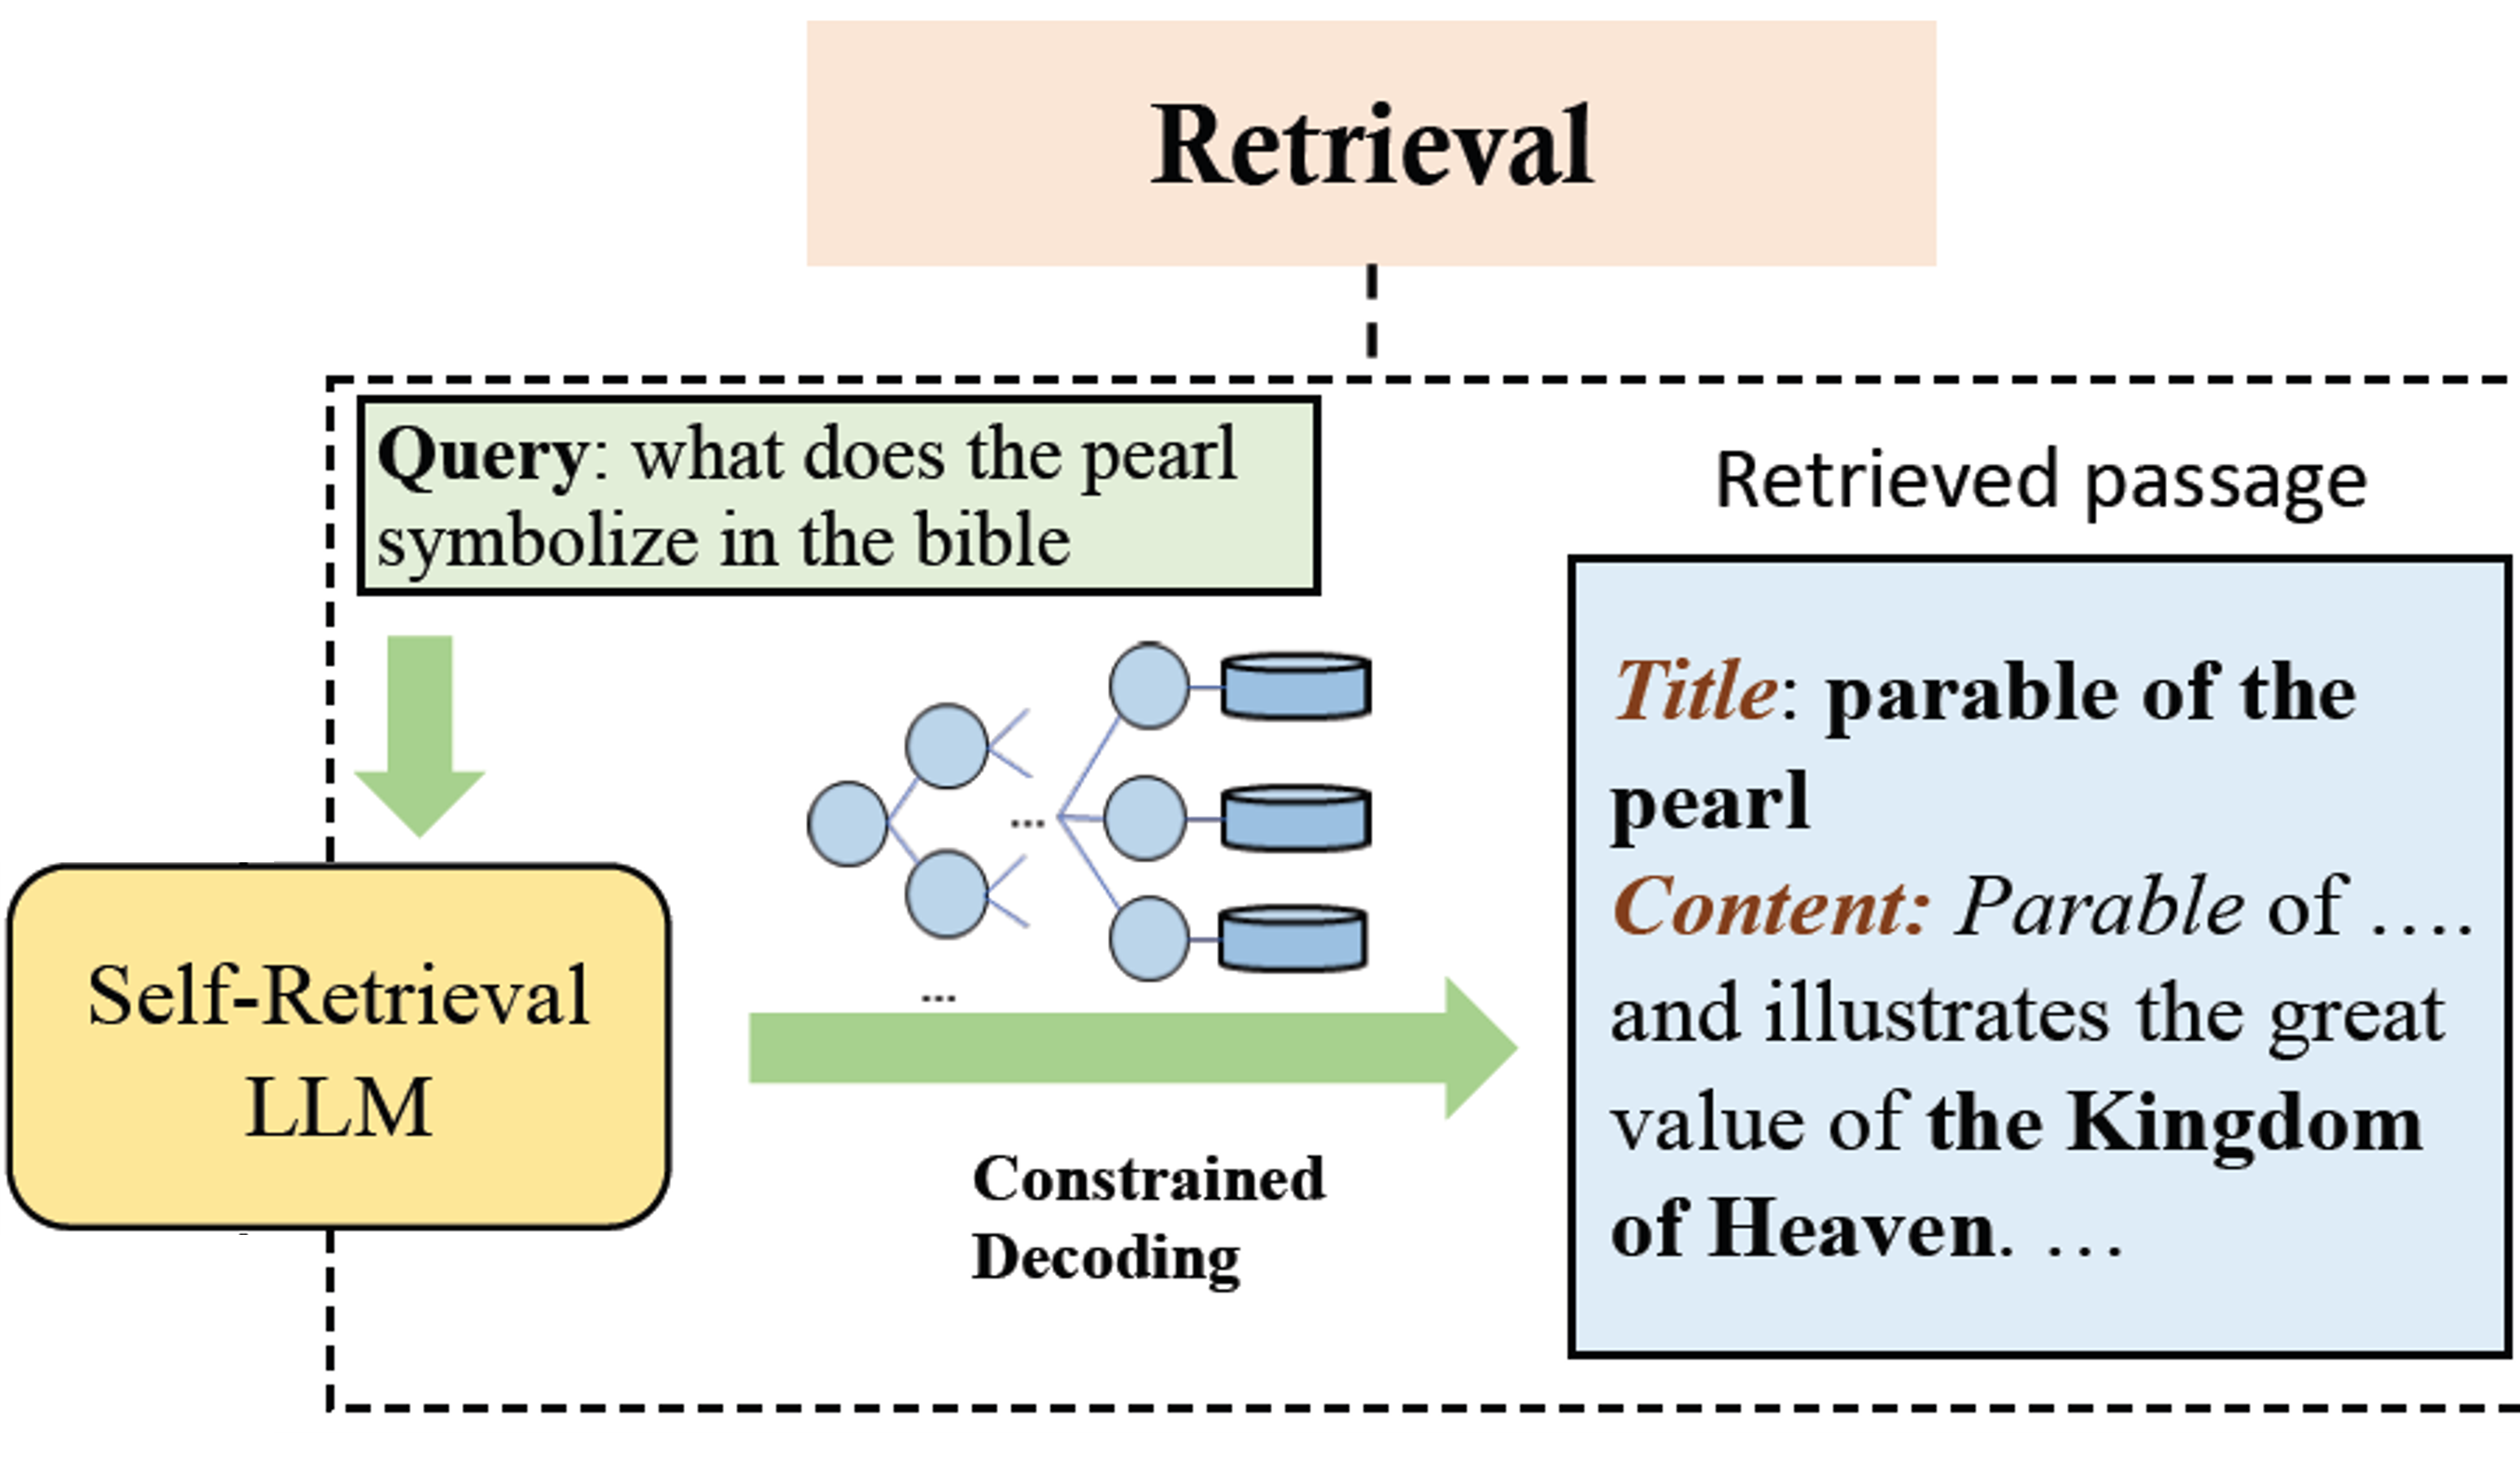 Retrieval
Query: what does the pearl
symbolize in the bible
Retrieved passage
Title: parable of the
pearl
Content: Parable of ….
and illustrates the great
value of the Kingdom
of Heaven. …
...
...
Self-Retrieval
LLM
Constrained
Decoding